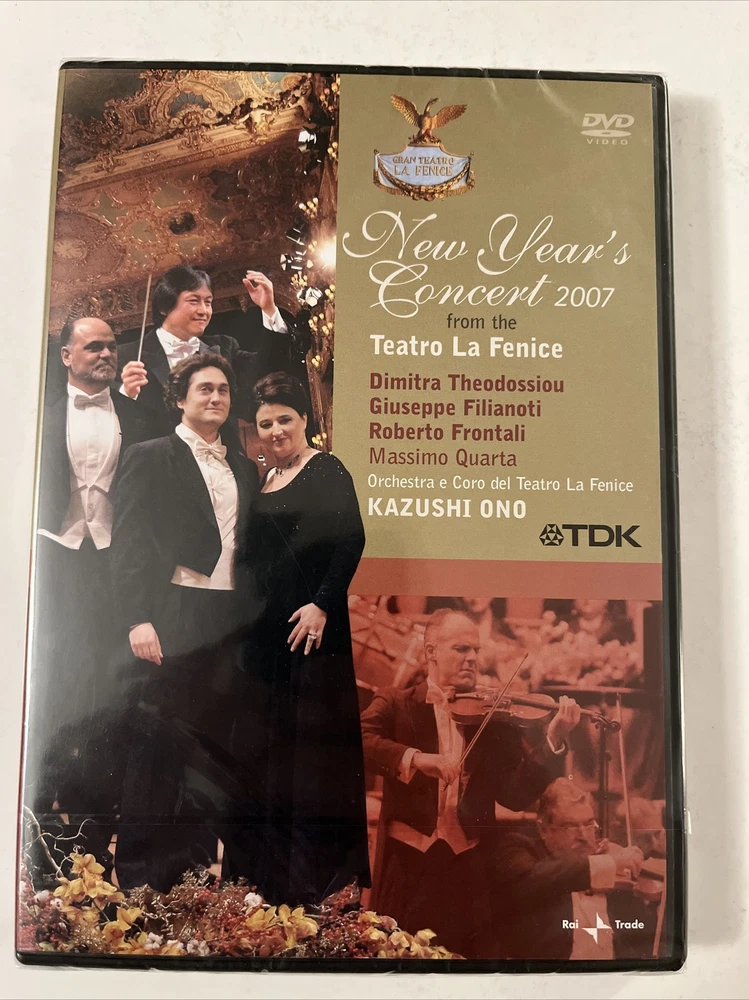 GRAN TEATRO
LA FENICE
DVD
VIDEO
New Year's
Concert 2007
from the
Teatro La Fenice
Dimitra Theodossiou
Giuseppe Filianoti
Roberto Frontali
Massimo Quarta
Orchestra e Coro del Teatro La Fenice
KAZUSHI ONO
TDK
Rai Trade